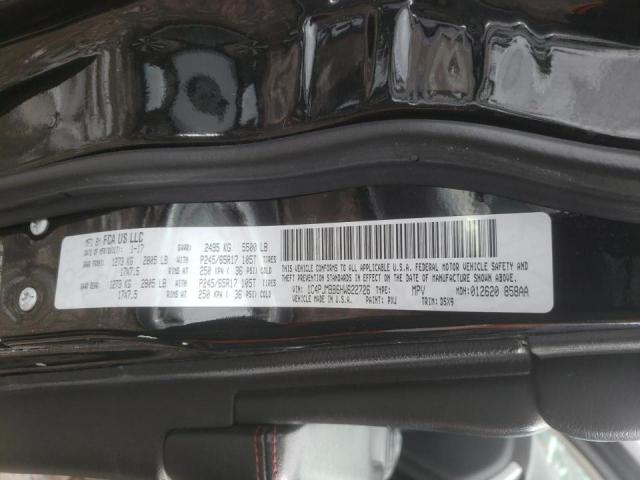 MFD BY FCA US LLC
DATE OF MFR 1-17 GVWR: 2495 KG 5500 LB
GAWR FRONT: 1273 KG 2805 LB WITH P245/65R17 105T TIRES
17X7.5 RIMS AT 250 KPA( 36 PSI) COLD
GAWR REAR: 1273 KG 2805 LB WITH P245/65R17 105T TIRES
17X7.5 RIMS AT 250 KPA( 36 PSI) COLD
THIS VEHICLE CONFORMS TO ALL APPLICABLE U.S.A. FEDERAL MOTOR VEHICLE SAFETY AND
THEFT PREVENTION STANDARDS IN EFFECT ON THE DATE OF MANUFACTURE SHOWN ABOVE.
VIN: 1C4PJMBB6HW622726 TYPE: MPV MDH: 012620 858AA
VEHICLE MADE IN U.S.A. PAINT: PXJ TRIM: D5X9